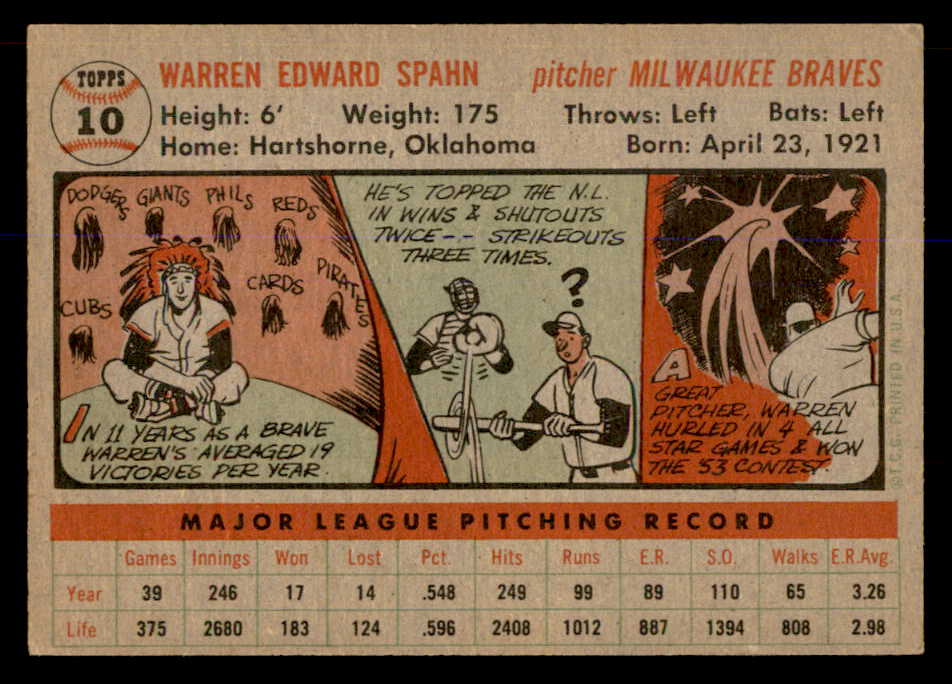 TOPPS
10
WARREN EDWARD SPAHN pitcher MILWAUKEE BRAVES
Height: 6' Weight: 175 Throws: Left Bats: Left
Home: Hartshorne, Oklahoma Born: April 23, 1921
DODGERS GIANTS PHILS REDS
CUBS CARDS PIRATES
IN 11 YEARS AS A BRAVE
WARREN'S AVERAGED 19
VICTORIES PER YEAR.
HE'S TOPPED THE N.L.
IN WINS & SHUTOUTS
TWICE-- STRIKEOUTS
THREE TIMES.
?
A
GREAT
PITCHER, WARREN
HURLED IN 4 ALL
STAR GAMES & WON
THE '53 CONTEST.
©T.C.G. PRINTED IN U.S.A.
MAJOR LEAGUE PITCHING RECORD
Games Innings Won Lost Pct. Hits Runs E.R. S.O. Walks E.R.Avg.
Year 39 246 17 14 .548 249 99 89 110 65 3.26
Life 375 2680 183 124 .596 2408 1012 887 1394 808 2.98